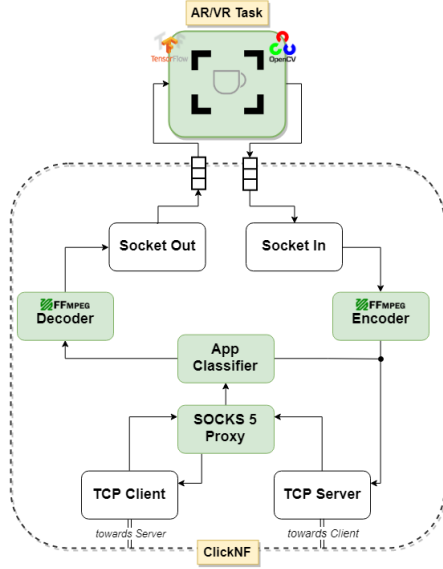 AR/VR Task
TensorFlow
OpenCV
Socket Out
Socket In
FFMPEG
Decoder
FFMPEG
Encoder
App
Classifier
SOCKS 5
Proxy
TCP Client
TCP Server
towards Server
towards Client
ClickNF